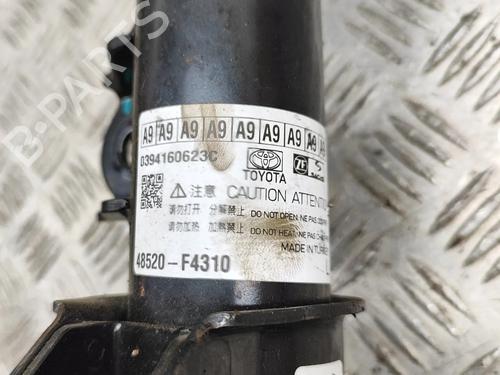 A9 A9 A9 A9 A9 A9 A9 A9
0394160623C
TOYOTA
ZF
SACHS
⚠ 注意 CAUTION ATTENTI
请勿打开 分解禁止 DO NOT OPEN. NE PAS
请勿加热 加熱禁止 DO NOT HEAT. NE PAS
MADE IN TURKEY
48520-F4310
B-PARTS